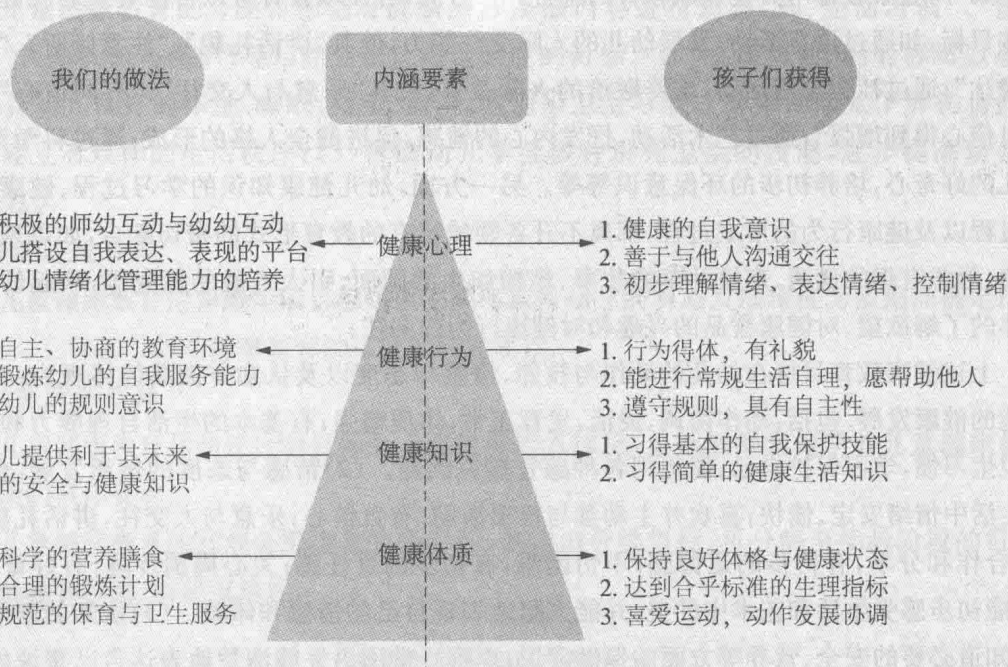 我们的做法
内涵要素
孩子们获得
积极的师幼互动与幼幼互动
儿搭设自我表达、表现的平台
幼儿情绪化管理能力的培养
健康心理
1. 健康的自我意识
2. 善于与他人沟通交往
3. 初步理解情绪、表达情绪、控制情绪
自主、协商的教育环境
锻炼幼儿的自我服务能力
幼儿的规则意识
健康行为
1. 行为得体，有礼貌
2. 能进行常规生活自理，愿帮助他人
3. 遵守规则，具有自主性
儿提供利于其未来
的安全与健康知识
健康知识
1. 习得基本的自我保护技能
2. 习得简单的健康生活知识
科学的营养膳食
合理的锻炼计划
规范的保育与卫生服务
健康体质
1. 保持良好体格与健康状态
2. 达到合乎标准的生理指标
3. 喜爱运动，动作发展协调